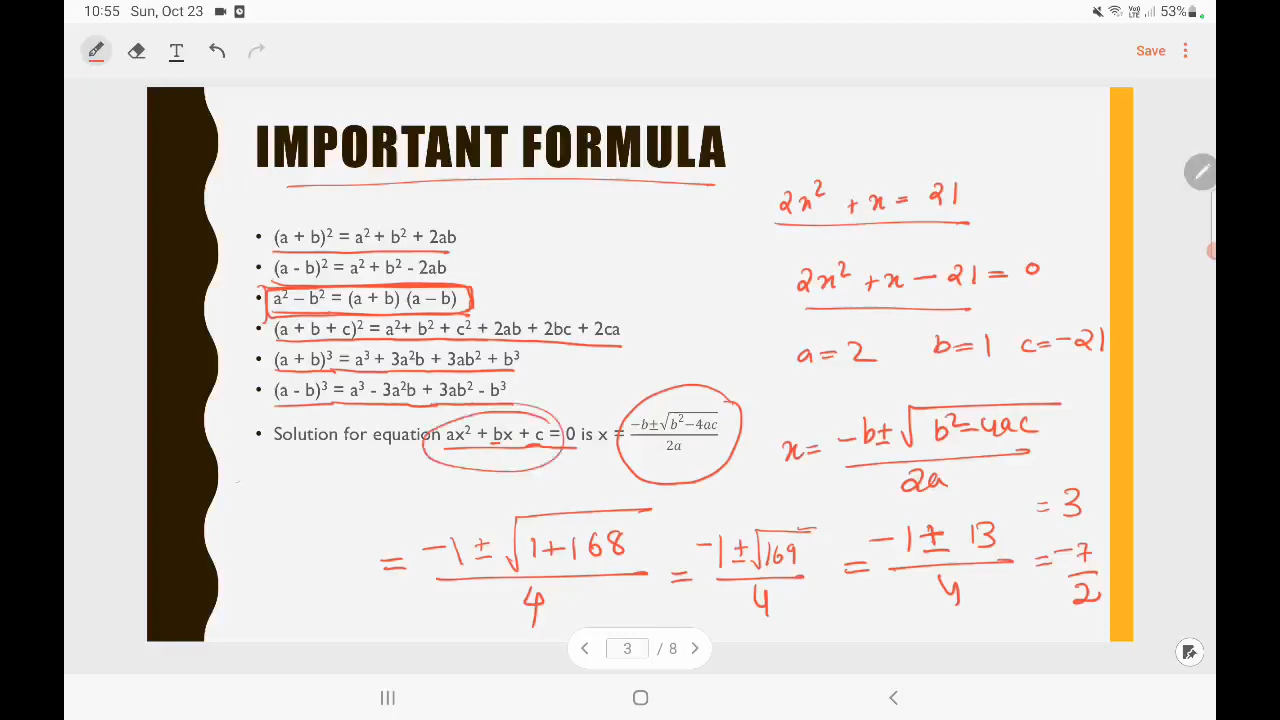 10:55 Sun, Oct 23 53%
Save
IMPORTANT FORMULA
• (a + b)² = a² + b² + 2ab
• (a - b)² = a² + b² - 2ab
• a² – b² = (a + b) (a – b)
• (a + b + c)² = a²+ b² + c² + 2ab + 2bc + 2ca
• (a + b)³ = a³ + 3a²b + 3ab² + b³
• (a - b)³ = a³ - 3a²b + 3ab² - b³
• Solution for equation ax² + bx + c = 0 is x = (−b±√(b²−4ac))/2a
2x² + x = 21
2x² + x − 21 = 0
a = 2 b = 1 c = −21
x = (−b ± √(b²−4ac))/2a
= (−1 ± √(1+168))/4 = (−1 ± √169)/4 = (−1 ± 13)/4
= 3
= −7/2
3 / 8